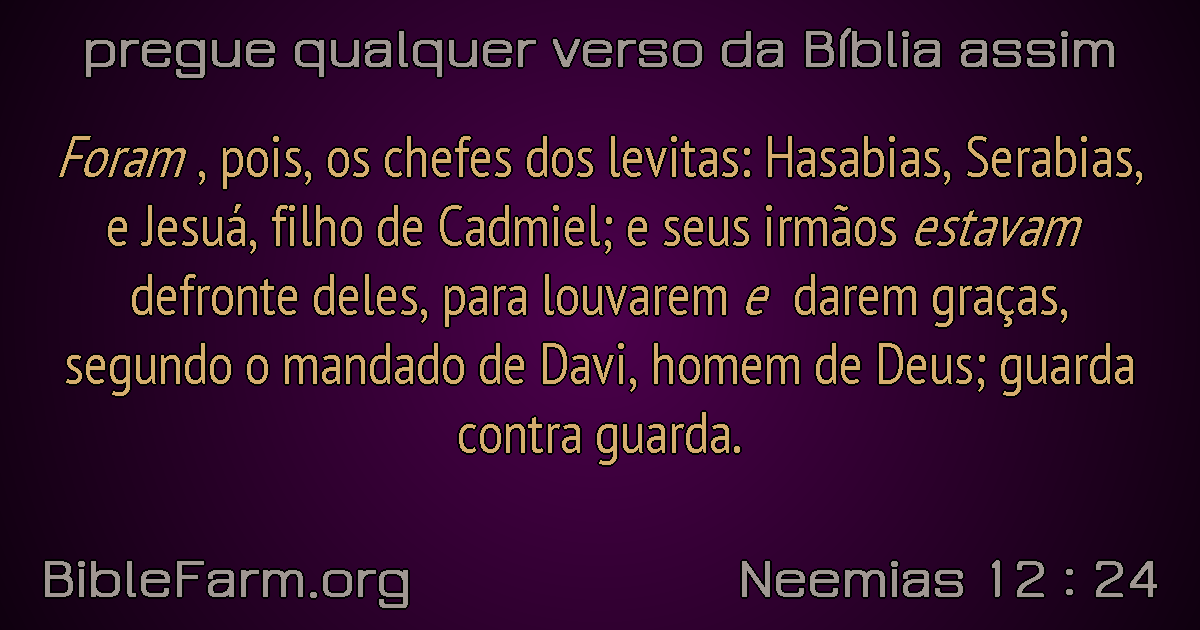 pregue qualquer verso da Bíblia assim
Foram , pois, os chefes dos levitas: Hasabias, Serabias,
e Jesuá, filho de Cadmiel; e seus irmãos estavam
defronte deles, para louvarem e darem graças,
segundo o mandado de Davi, homem de Deus; guarda
contra guarda.
BibleFarm.org
Neemias 12 : 24